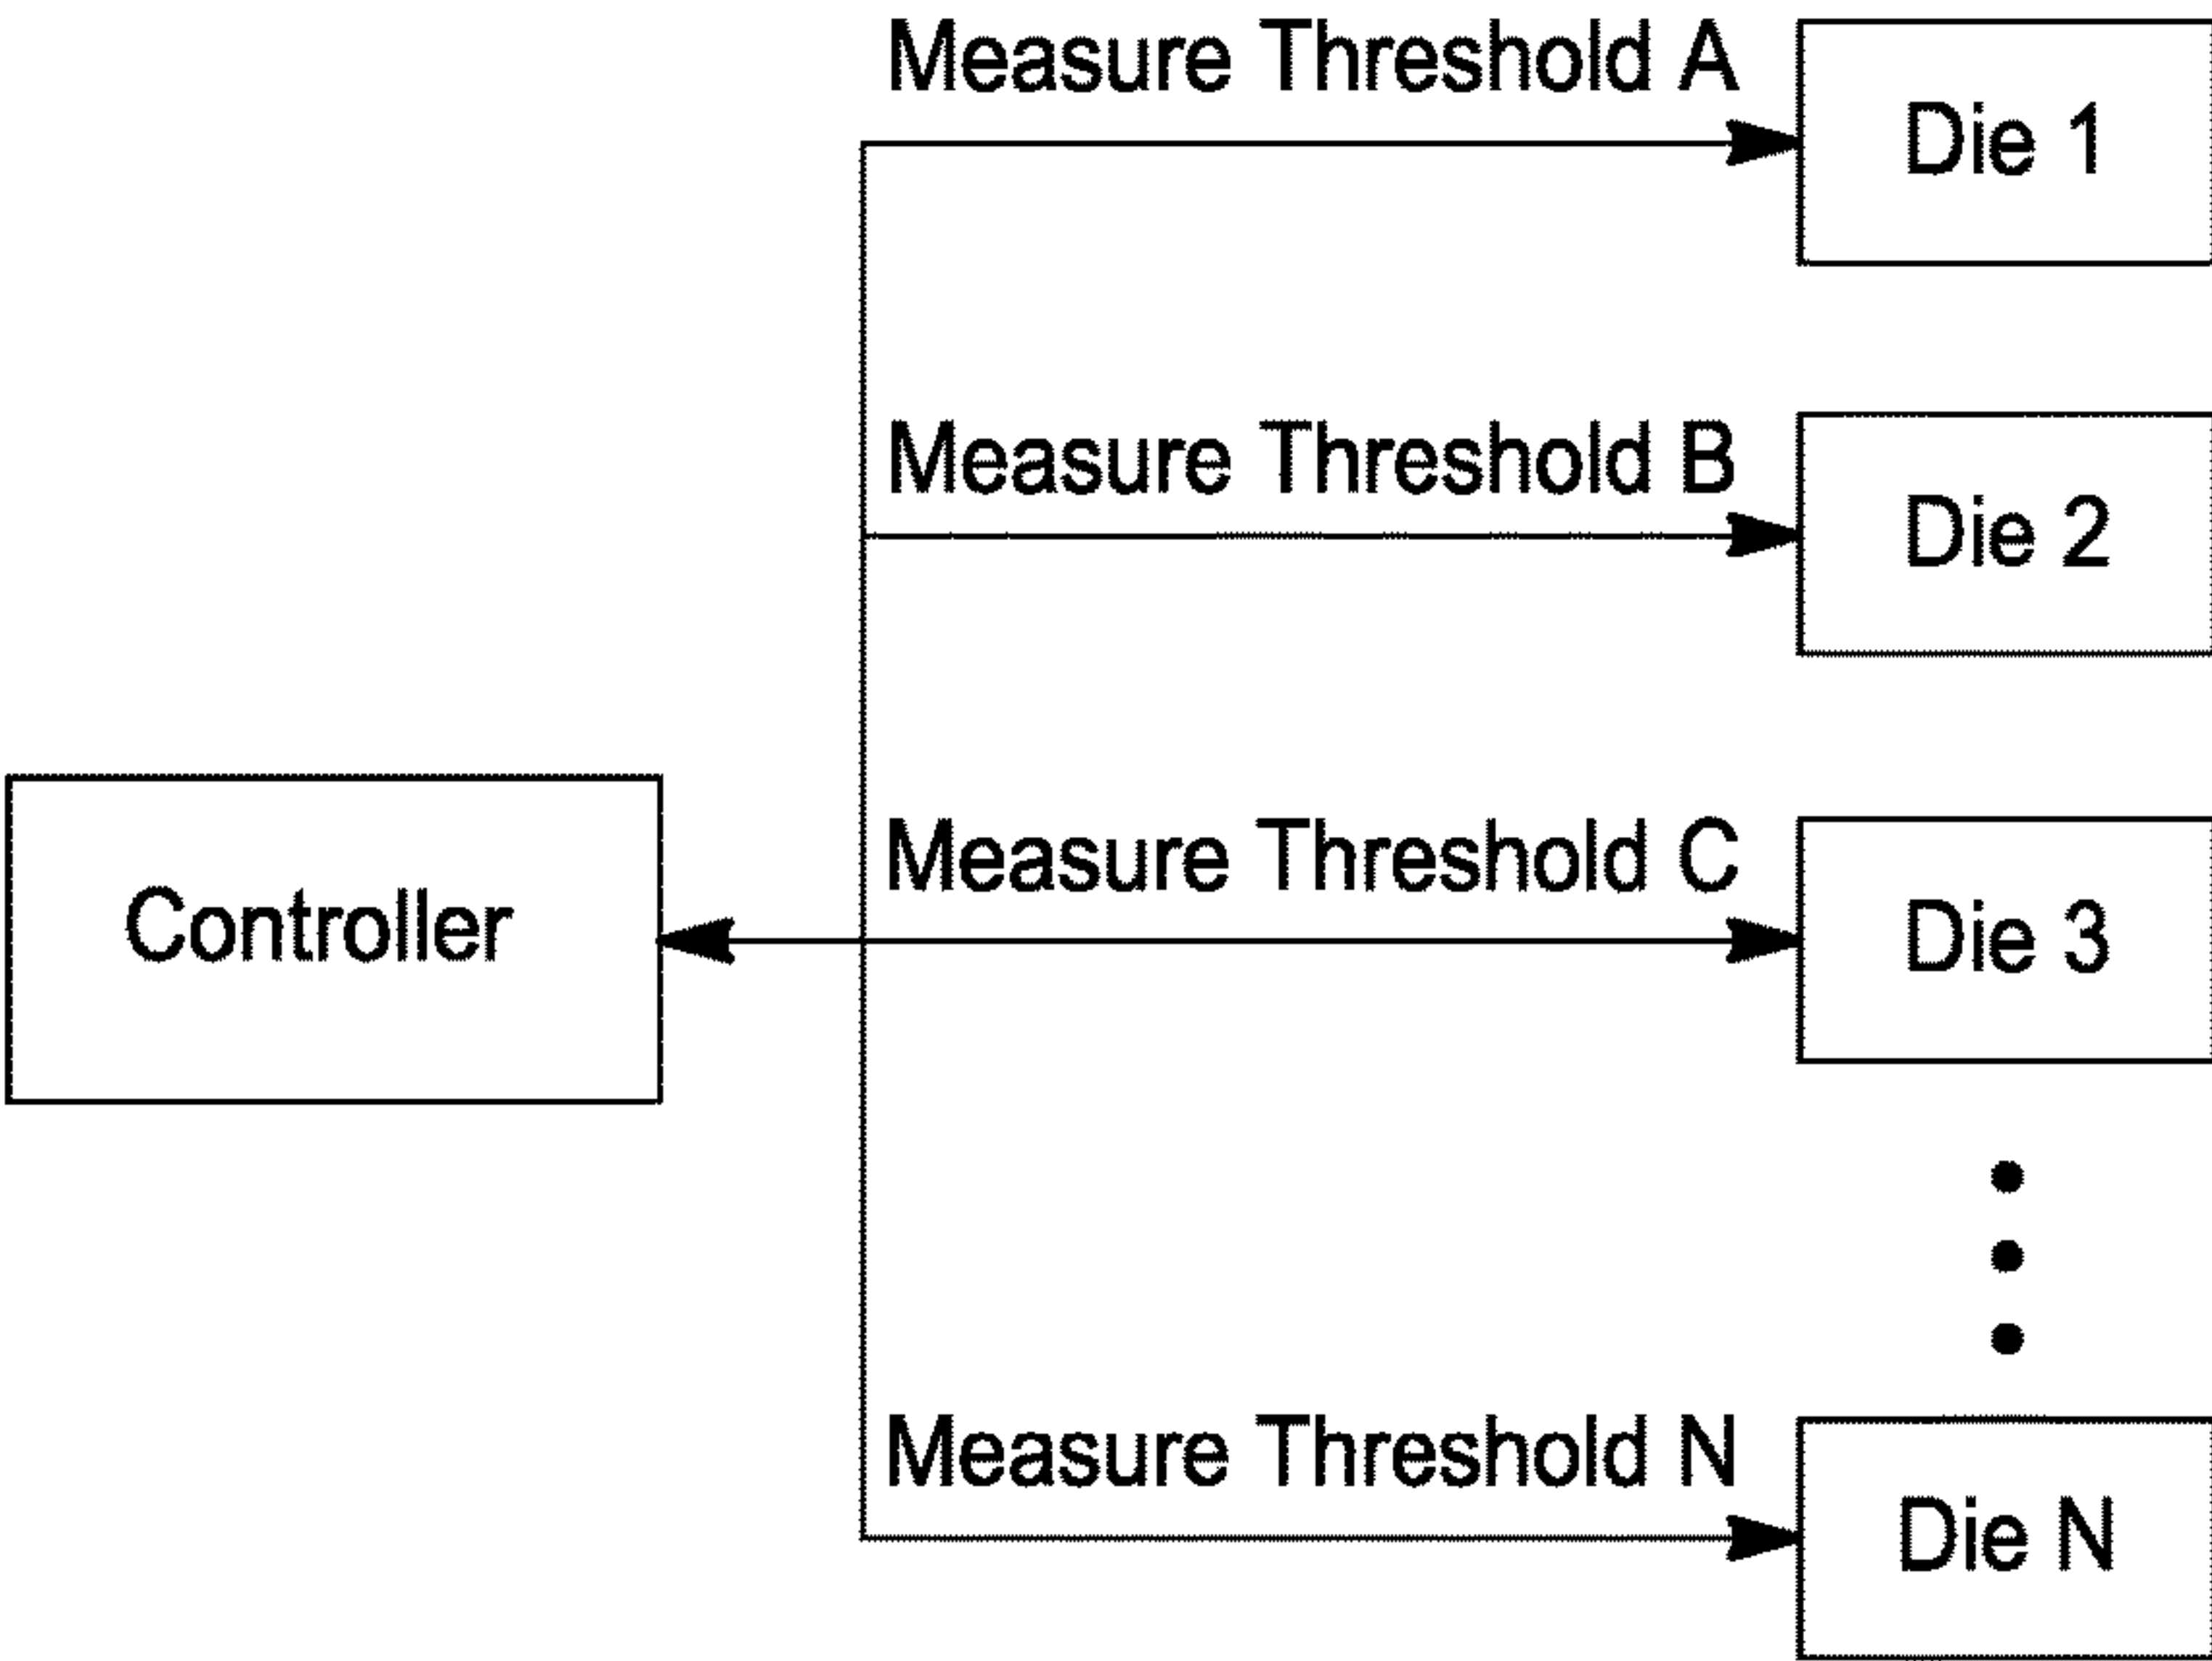 Measure Threshold A
Die 1
Measure Threshold B
Die 2
Measure Threshold C
Controller
Die 3
Measure Threshold N
Die N